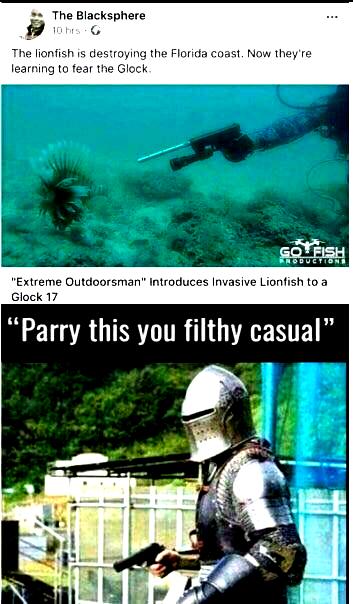 The Blacksphere
10 hrs ·
The lionfish is destroying the Florida coast. Now they're
learning to fear the Glock.
GO FISH
PRODUCTIONS
"Extreme Outdoorsman" Introduces Invasive Lionfish to a
Glock 17
“Parry this you filthy casual”